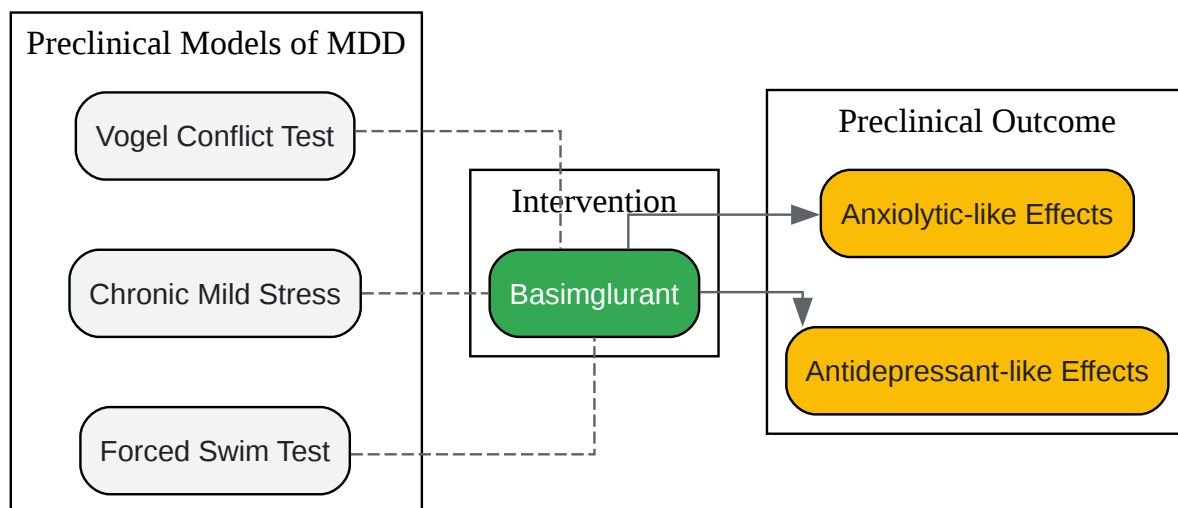 Preclinical Models of MDD
Vogel Conflict Test
Chronic Mild Stress
Forced Swim Test
Intervention
Basimglurant
Preclinical Outcome
Anxiolytic-like Effects
Antidepressant-like Effects